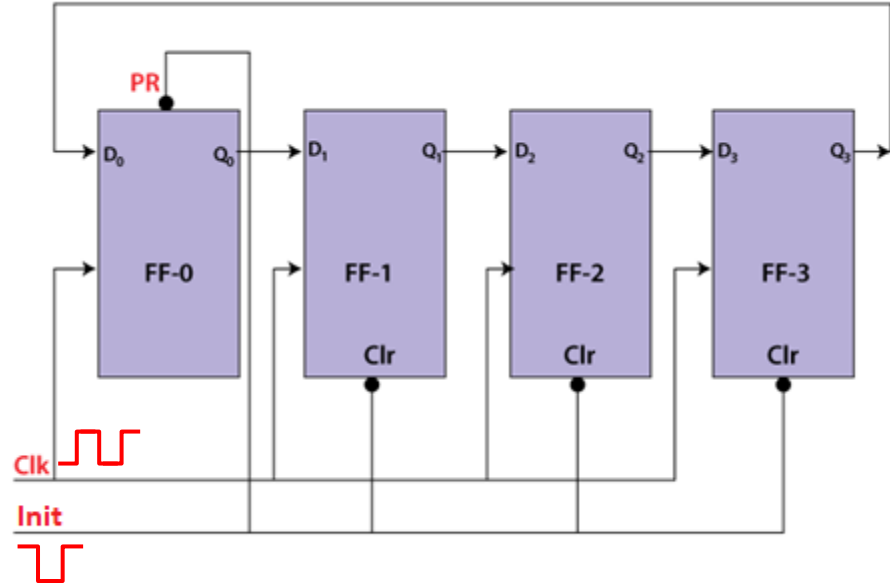 PR
D₀ Q₀ D₁ Q₁ D₂ Q₂ D₃ Q₃
FF-0 FF-1 FF-2 FF-3
Clr Clr Clr
Clk
Init